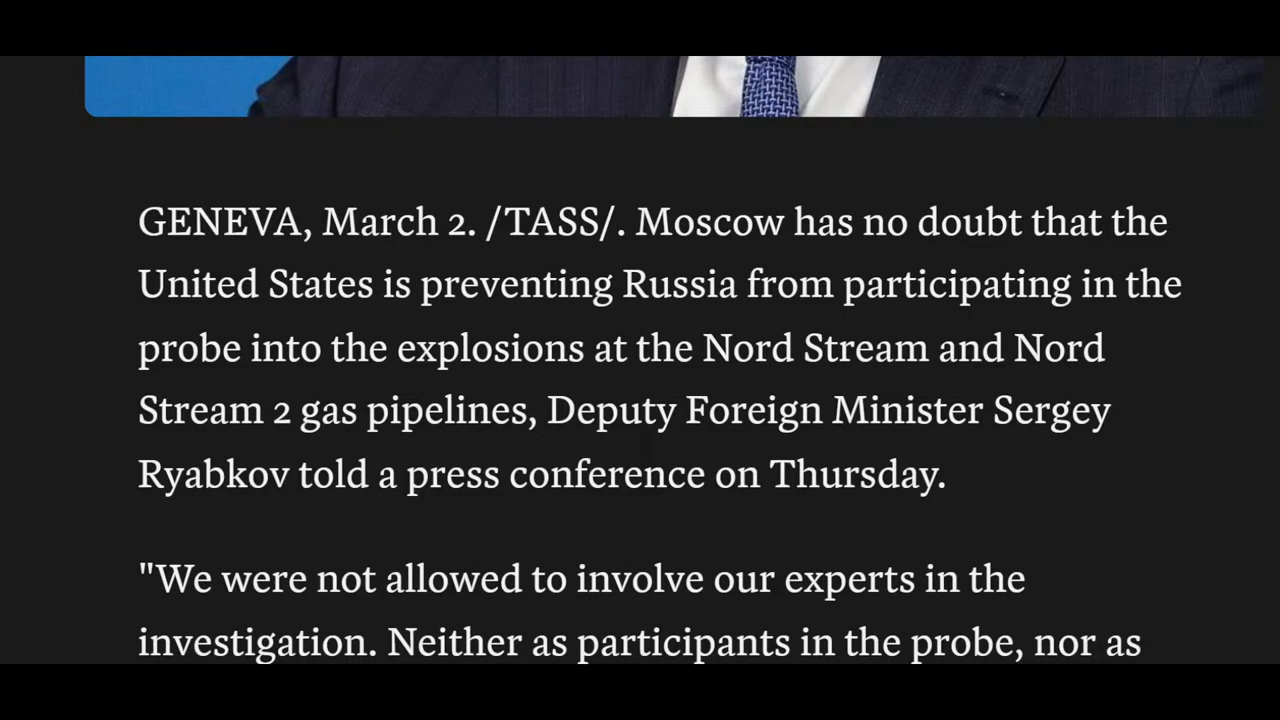 GENEVA, March 2. /TASS/. Moscow has no doubt that the
United States is preventing Russia from participating in the
probe into the explosions at the Nord Stream and Nord
Stream 2 gas pipelines, Deputy Foreign Minister Sergey
Ryabkov told a press conference on Thursday.
"We were not allowed to involve our experts in the
investigation. Neither as participants in the probe, nor as